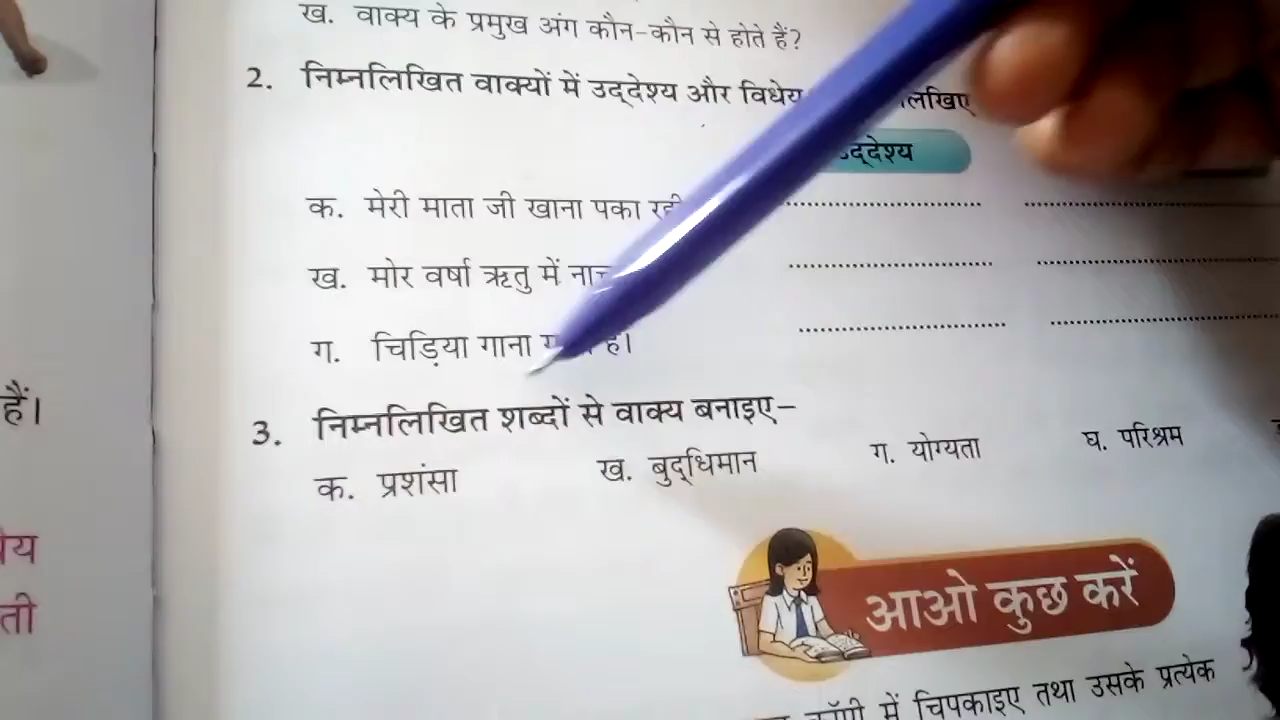 ख. वाक्य के प्रमुख अंग कौन-कौन से होते हैं?
2. निम्नलिखित वाक्यों में उद्देश्य और विधेय
उद्देश्य
क. मेरी माता जी खाना पका
ख. मोर वर्षा ऋतु में
ग. चिड़िया गाना है।
हैं।
3. निम्नलिखित शब्दों से वाक्य बनाइए–
क. प्रशंसा ख. बुद्धिमान ग. योग्यता घ. परिश्रम
आओ कुछ करें
में चिपकाइए तथा उसके प्रत्येक